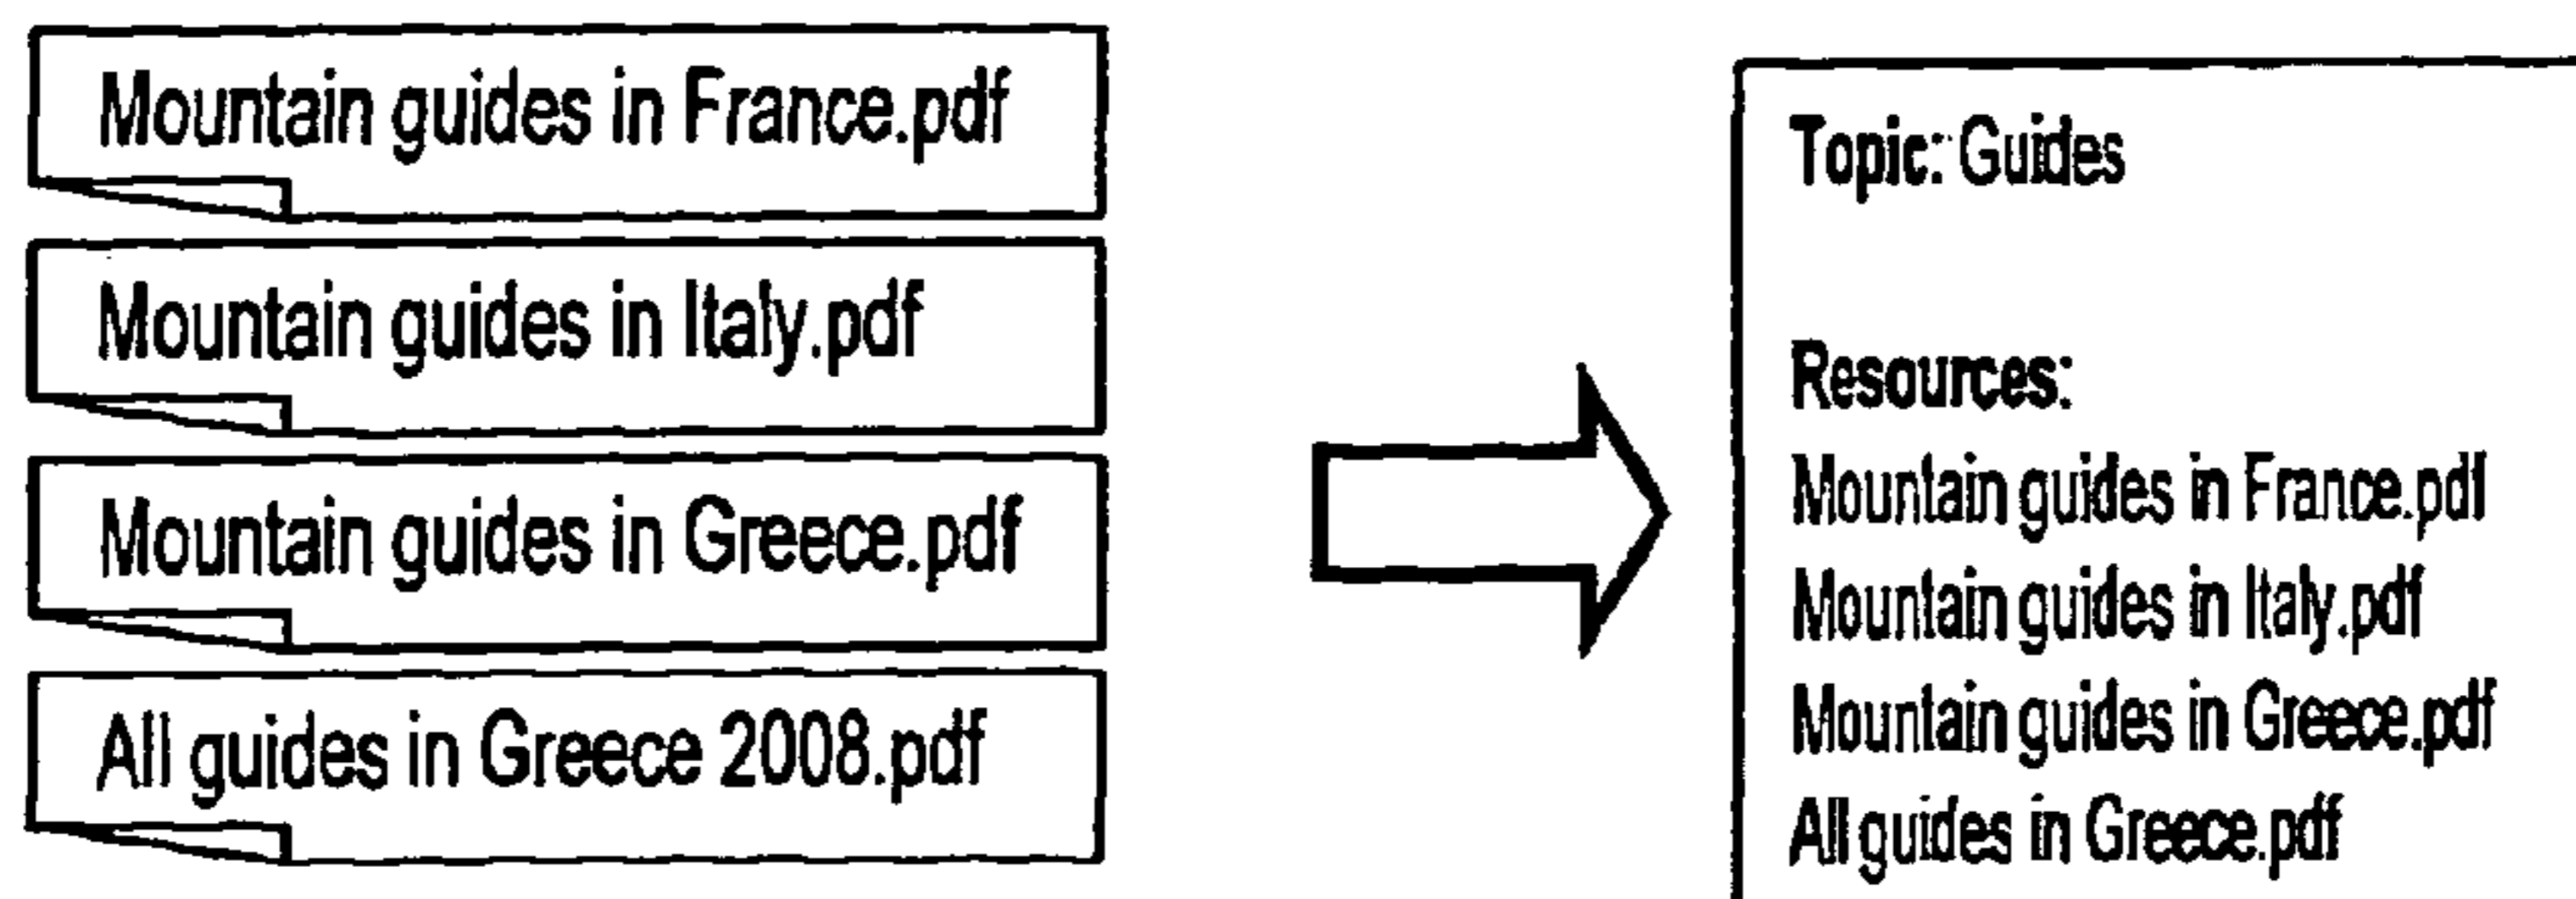 Mountain guides in France.pdf
Mountain guides in Italy.pdf
Mountain guides in Greece.pdf
All guides in Greece 2008.pdf
Topic: Guides
Resources:
Mountain guides in France.pdf
Mountain guides in Italy.pdf
Mountain guides in Greece.pdf
All guides in Greece.pdf